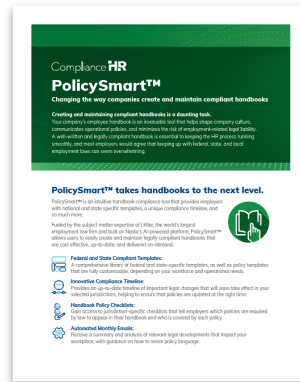 Compliance HR
PolicySmart™
Changing the way companies create and maintain compliant handbooks
Creating and maintaining compliant handbooks is a daunting task.
Your company's employee handbook is an invaluable tool that helps shape company culture,
communicates operational policies, and minimizes the risk of employment-related legal liability.
A well-written and legally compliant handbook is essential to keeping the HR process running
smoothly, and most employers would agree that keeping up with federal, state, and local
employment laws can seem overwhelming.
PolicySmart™ takes handbooks to the next level.
PolicySmart™ is an intuitive handbook compliance tool that provides employers
with national and state specific templates, a unique compliance timeline, and
so much more.
Fueled by the subject matter expertise of Littler, the world's largest
employment law firm and built on Neota's AI-powered platform, PolicySmart™
allows users to easily create and maintain legally compliant handbooks that
are cost effective, up-to-date, and delivered on-demand.
Federal and State Compliant Templates:
A comprehensive library of federal and state-specific templates, as well as policy templates
that are fully customizable, depending on your workforce and operational needs.
Innovative Compliance Timeline:
Provides an up-to-date timeline of important legal changes that will soon take effect in your
selected jurisdictions, helping to ensure that policies are updated at the right time.
Handbook Policy Checklists:
Gain access to jurisdiction-specific checklists that tell employers which policies are required
by law to appear in their handbook and who is covered by each policy.
Automated Monthly Emails:
Receive a summary and analysis of relevant legal developments that impact your
workplace, with guidance on how to revise policy language.